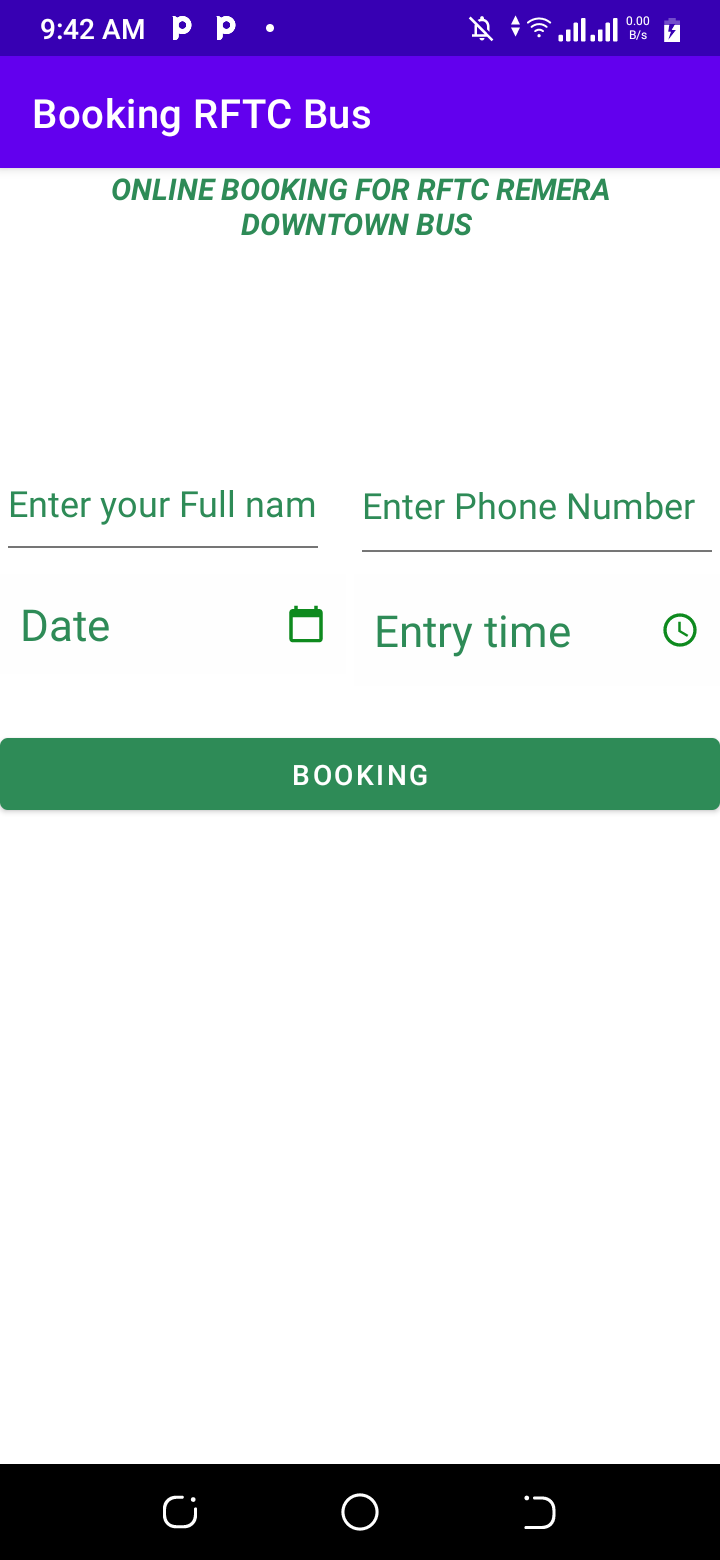 9:42 AM
0.00
B/s
Booking RFTC Bus
ONLINE BOOKING FOR RFTC REMERA
DOWNTOWN BUS
Enter your Full nam
Enter Phone Number
Date
Entry time
BOOKING